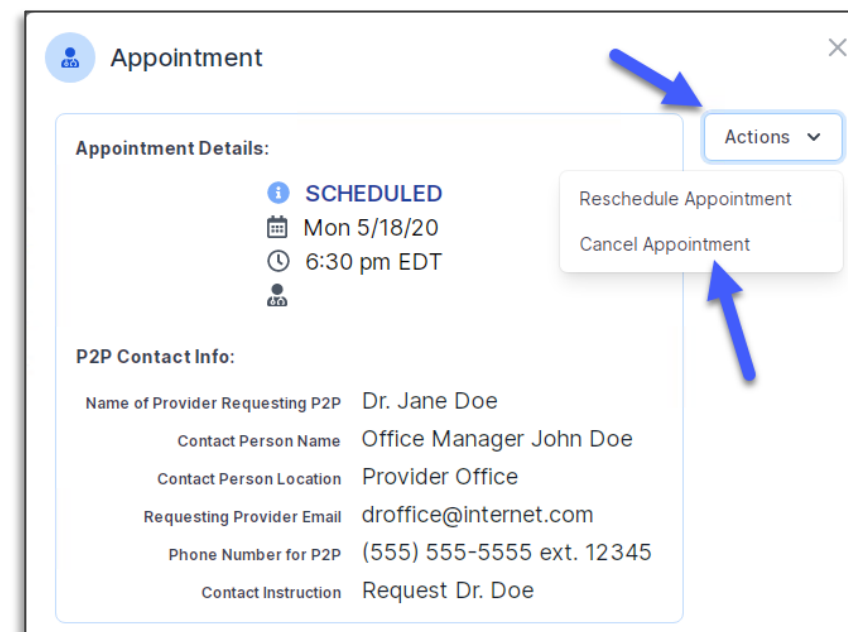 Appointment
Actions
Appointment Details:
Reschedule Appointment
Cancel Appointment
SCHEDULED
Mon 5/18/20
6:30 pm EDT
P2P Contact Info:
Name of Provider Requesting P2P Dr. Jane Doe
Contact Person Name Office Manager John Doe
Contact Person Location Provider Office
Requesting Provider Email droffice@internet.com
Phone Number for P2P (555) 555-5555 ext. 12345
Contact Instruction Request Dr. Doe